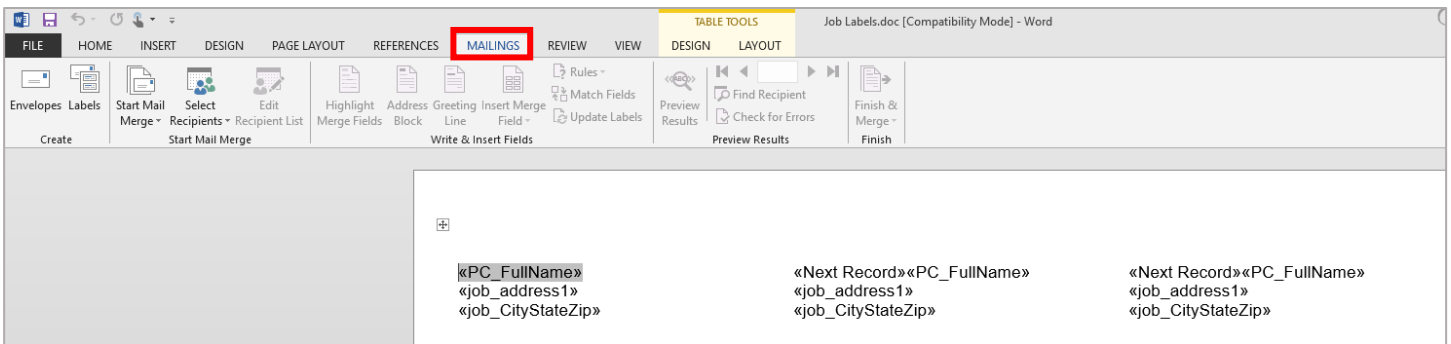 TABLE TOOLS Job Labels.doc [Compatibility Mode] - Word
FILE HOME INSERT DESIGN PAGE LAYOUT REFERENCES MAILINGS REVIEW VIEW DESIGN LAYOUT
Envelopes Labels
Create
Start Mail Merge
Select Recipients
Edit Recipient List
Start Mail Merge
Highlight Merge Fields
Address Block
Greeting Line
Insert Merge Field
Rules
Match Fields
Update Labels
Write & Insert Fields
ABC
Preview Results
Find Recipient
Check for Errors
Preview Results
Finish & Merge
Finish
«PC_FullName» «Next Record»«PC_FullName» «Next Record»«PC_FullName»
«job_address1» «job_address1» «job_address1»
«job_CityStateZip» «job_CityStateZip» «job_CityStateZip»